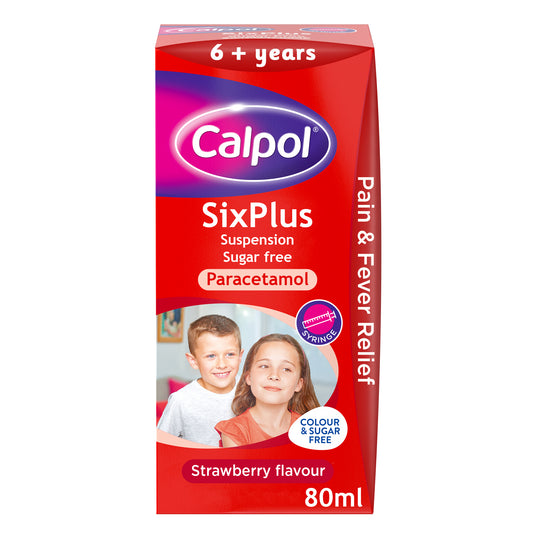 6 + years
Calpol®
SixPlus
Suspension
Sugar free
Paracetamol
Pain & Fever Relief
SYRINGE
COLOUR
& SUGAR
FREE
Strawberry flavour
80ml